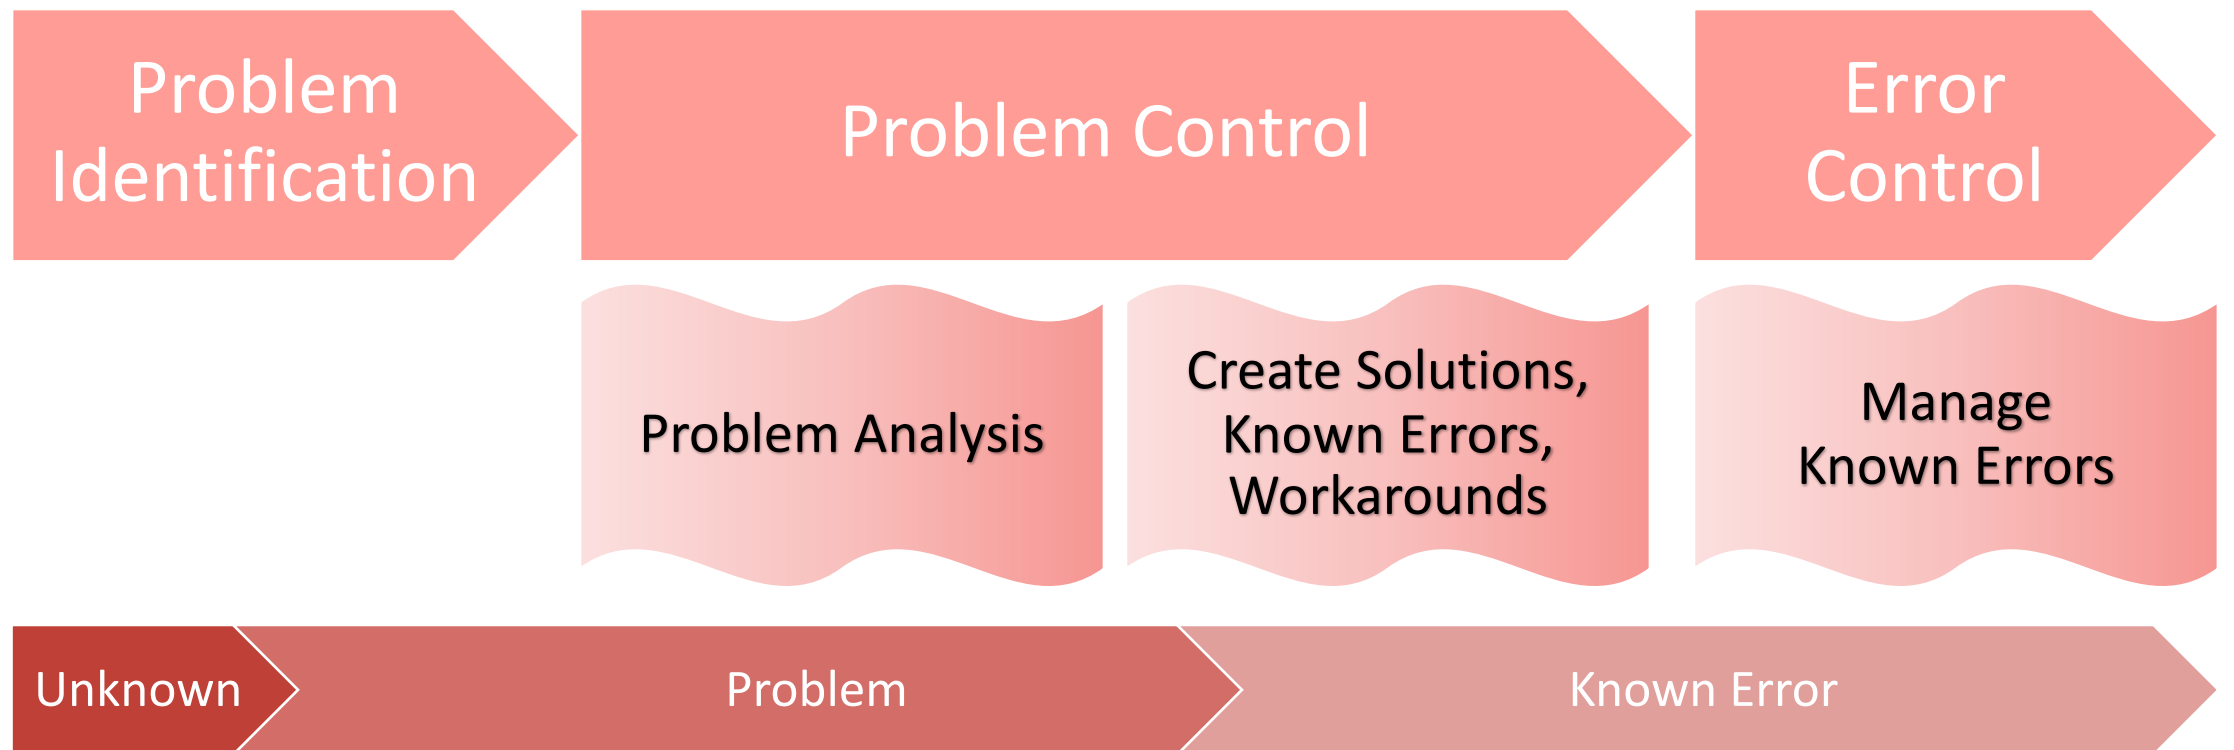 Problem
Identification
Problem Control
Error
Control
Problem Analysis
Create Solutions,
Known Errors,
Workarounds
Manage
Known Errors
Unknown
Problem
Known Error